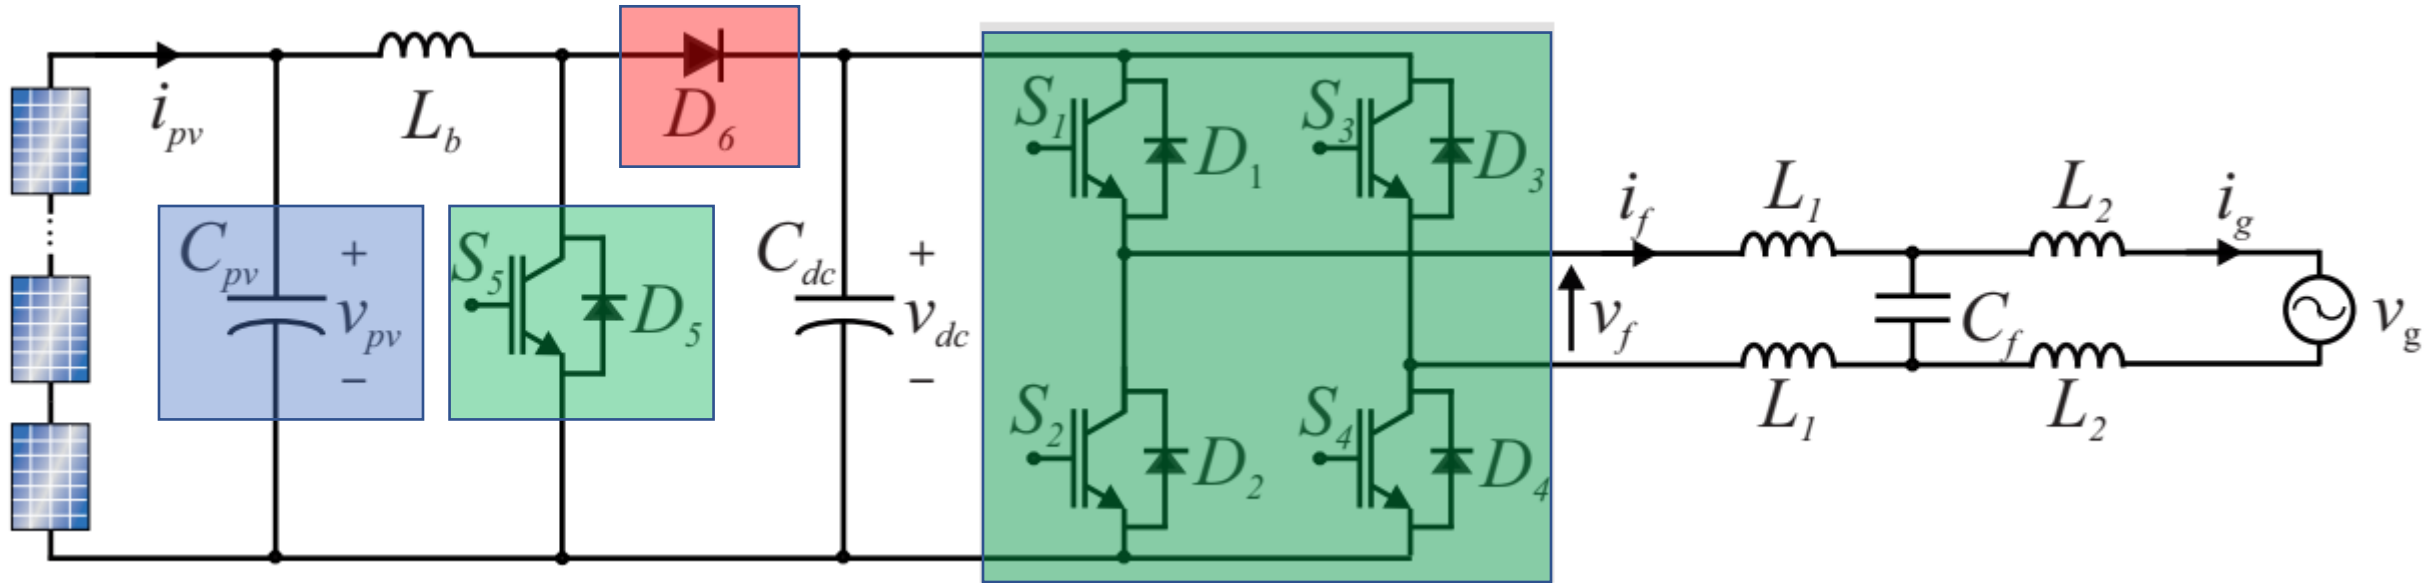 i_pv
L_b
D_6
C_pv
+
v_pv
−
S_5
D_5
C_dc
+
v_dc
−
S_1
D_1
S_3
D_3
S_2
D_2
S_4
D_4
i_f
v_f
L_1
L_2
i_g
C_f
v_g
L_1
L_2